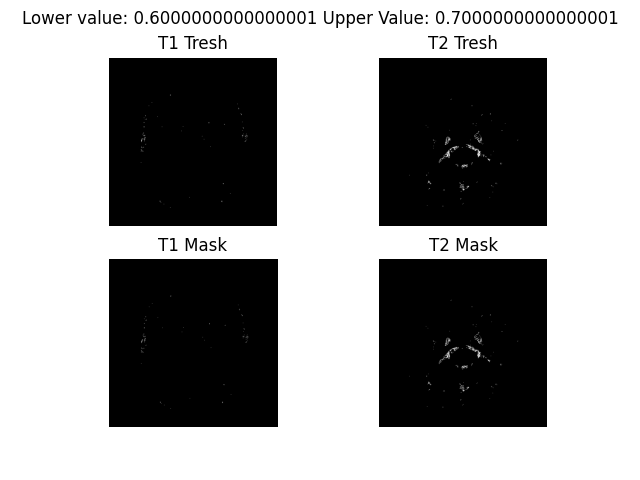 Lower value: 0.6000000000000001 Upper Value: 0.7000000000000001
T1 Tresh
T2 Tresh
T1 Mask
T2 Mask